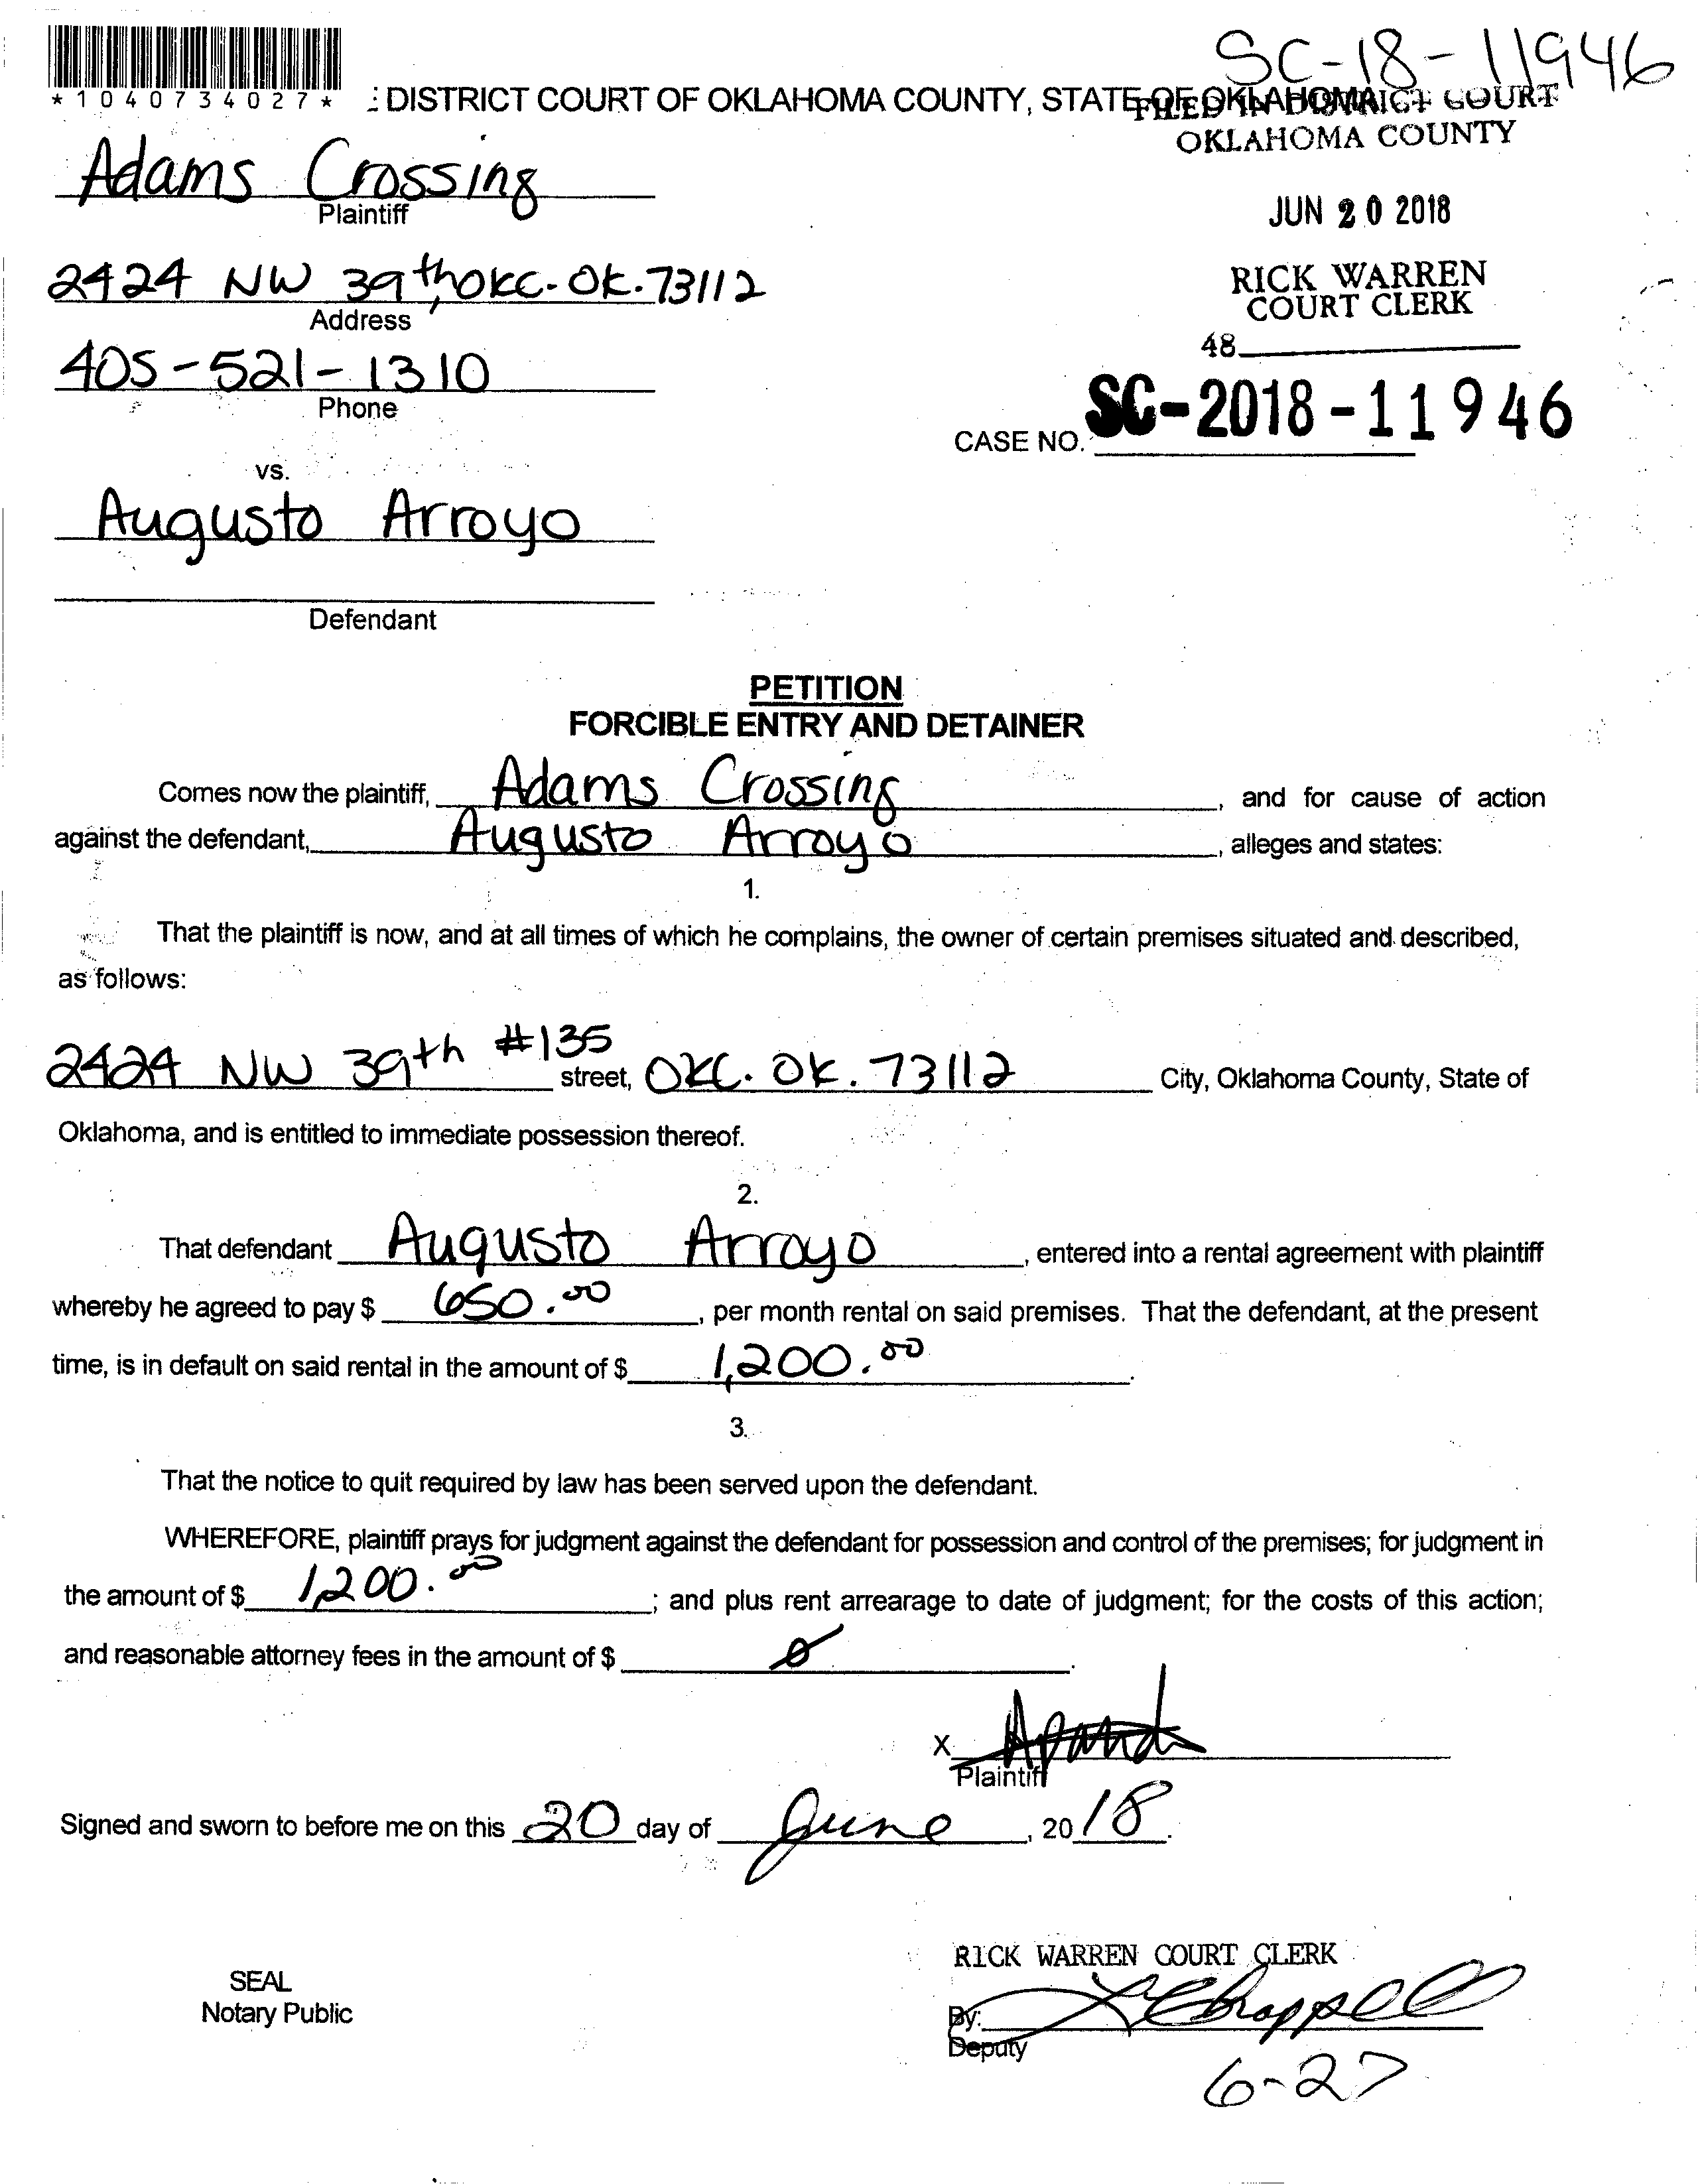 SC-18-11946
*1040734027*
: DISTRICT COURT OF OKLAHOMA COUNTY, STATE OF OKLAHOMA
FILED IN DISTRICT COURT
OKLAHOMA COUNTY
Adams Crossing
Plaintiff
JUN 20 2018
2424 NW 39th, OKC. OK. 73112
Address
RICK WARREN
COURT CLERK
48
405-521-1310
Phone
CASE NO. SC-2018-11946
vs.
Augusto Arroyo
Defendant
PETITION
FORCIBLE ENTRY AND DETAINER
Comes now the plaintiff, Adams Crossing, and for cause of action
against the defendant, Augusto Arroyo, alleges and states:
1.
That the plaintiff is now, and at all times of which he complains, the owner of certain premises situated and described,
as follows:
2424 NW 39th #135 street, OKC. OK. 73112 City, Oklahoma County, State of
Oklahoma, and is entitled to immediate possession thereof.
2.
That defendant Augusto Arroyo, entered into a rental agreement with plaintiff
whereby he agreed to pay $ 650.00, per month rental on said premises. That the defendant, at the present
time, is in default on said rental in the amount of $ 1,200.00.
3.
That the notice to quit required by law has been served upon the defendant.
WHEREFORE, plaintiff prays for judgment against the defendant for possession and control of the premises; for judgment in
the amount of $ 1,200.00; and plus rent arrearage to date of judgment; for the costs of this action;
and reasonable attorney fees in the amount of $ 0.
X
Plaintiff
Signed and sworn to before me on this 20 day of June, 2018.
RICK WARREN COURT CLERK
SEAL
Notary Public
By: LChappell
Deputy
6-27